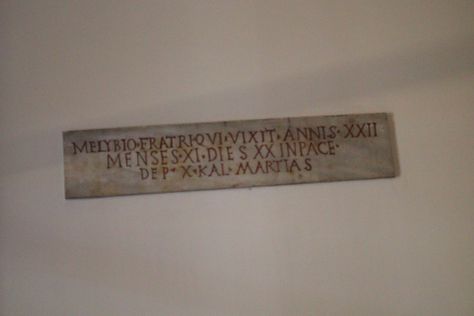 MELYBIO·FRATRI QVI·VIXIT·ANNIS·XXII
MENSES·XI·DIES XX IN PACE·
DEP·X·KAL·MARTIAS